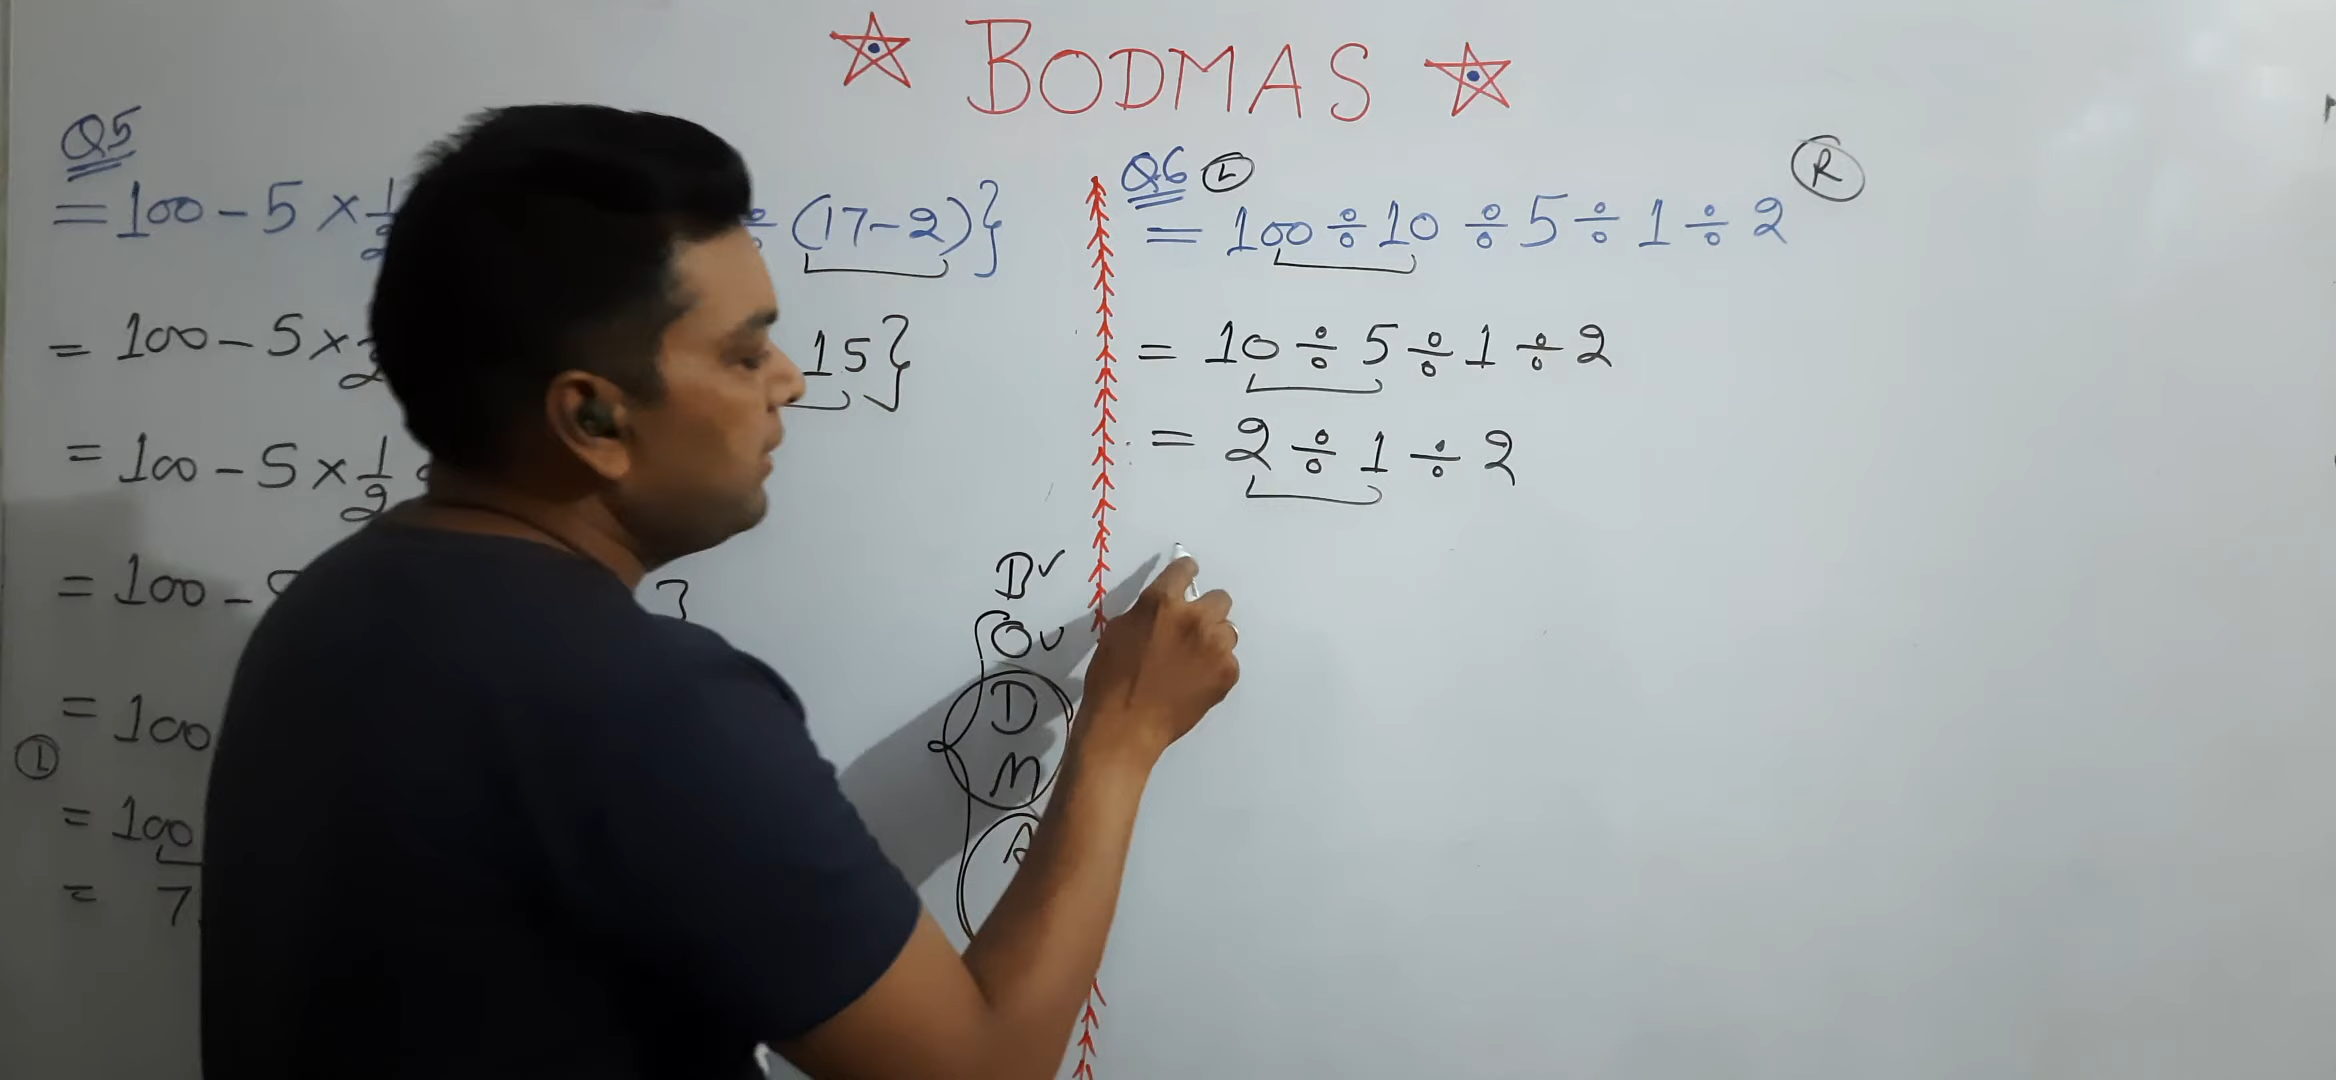 BODMAS
Q5
= 100 - 5 × 1/2 ÷ (17-2)}
= 100 - 5 × 15}
= 100 - 5 × 1/2
= 100 -
= 100
L
= 100
= 7
B✓
O✓
D
M
A
Q6 L R
= 100 ÷ 10 ÷ 5 ÷ 1 ÷ 2
= 10 ÷ 5 ÷ 1 ÷ 2
= 2 ÷ 1 ÷ 2